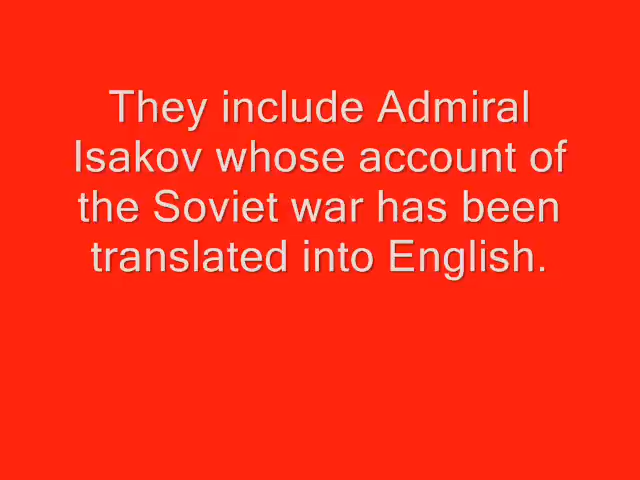 They include Admiral
Isakov whose account of
the Soviet war has been
translated into English.